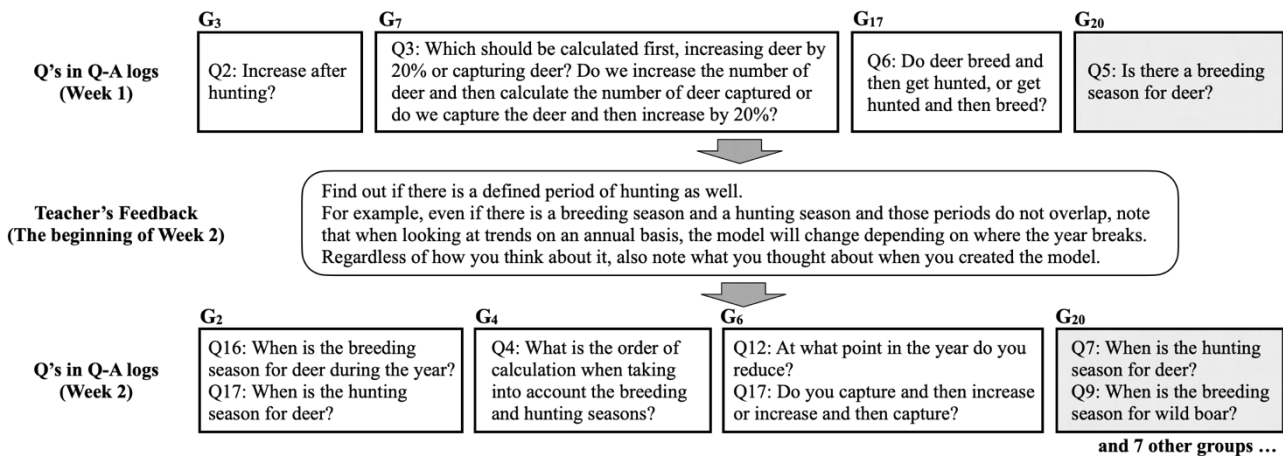 G3
G7
G17
G20
Q's in Q-A logs
(Week 1)
Q2: Increase after
hunting?
Q3: Which should be calculated first, increasing deer by
20% or capturing deer? Do we increase the number of
deer and then calculate the number of deer captured or
do we capture the deer and then increase by 20%?
Q6: Do deer breed and
then get hunted, or get
hunted and then breed?
Q5: Is there a breeding
season for deer?
Teacher's Feedback
(The beginning of Week 2)
Find out if there is a defined period of hunting as well.
For example, even if there is a breeding season and a hunting season and those periods do not overlap, note
that when looking at trends on an annual basis, the model will change depending on where the year breaks.
Regardless of how you think about it, also note what you thought about when you created the model.
G2
G4
G6
G20
Q's in Q-A logs
(Week 2)
Q16: When is the breeding
season for deer during the year?
Q17: When is the hunting
season for deer?
Q4: What is the order of
calculation when taking
into account the breeding
and hunting seasons?
Q12: At what point in the year do you
reduce?
Q17: Do you capture and then increase
or increase and then capture?
Q7: When is the hunting
season for deer?
Q9: When is the breeding
season for wild boar?
and 7 other groups …